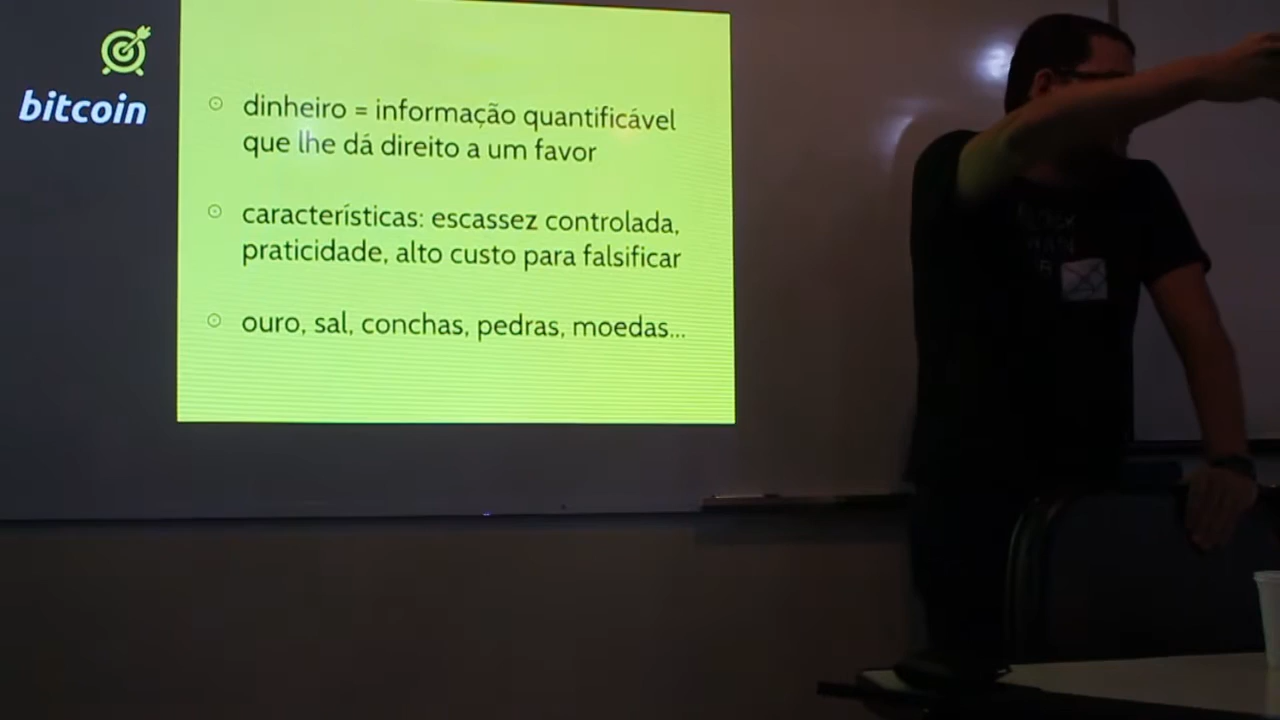 bitcoin
dinheiro = informação quantificável
que lhe dá direito a um favor
características: escassez controlada,
praticidade, alto custo para falsificar
ouro, sal, conchas, pedras, moedas...